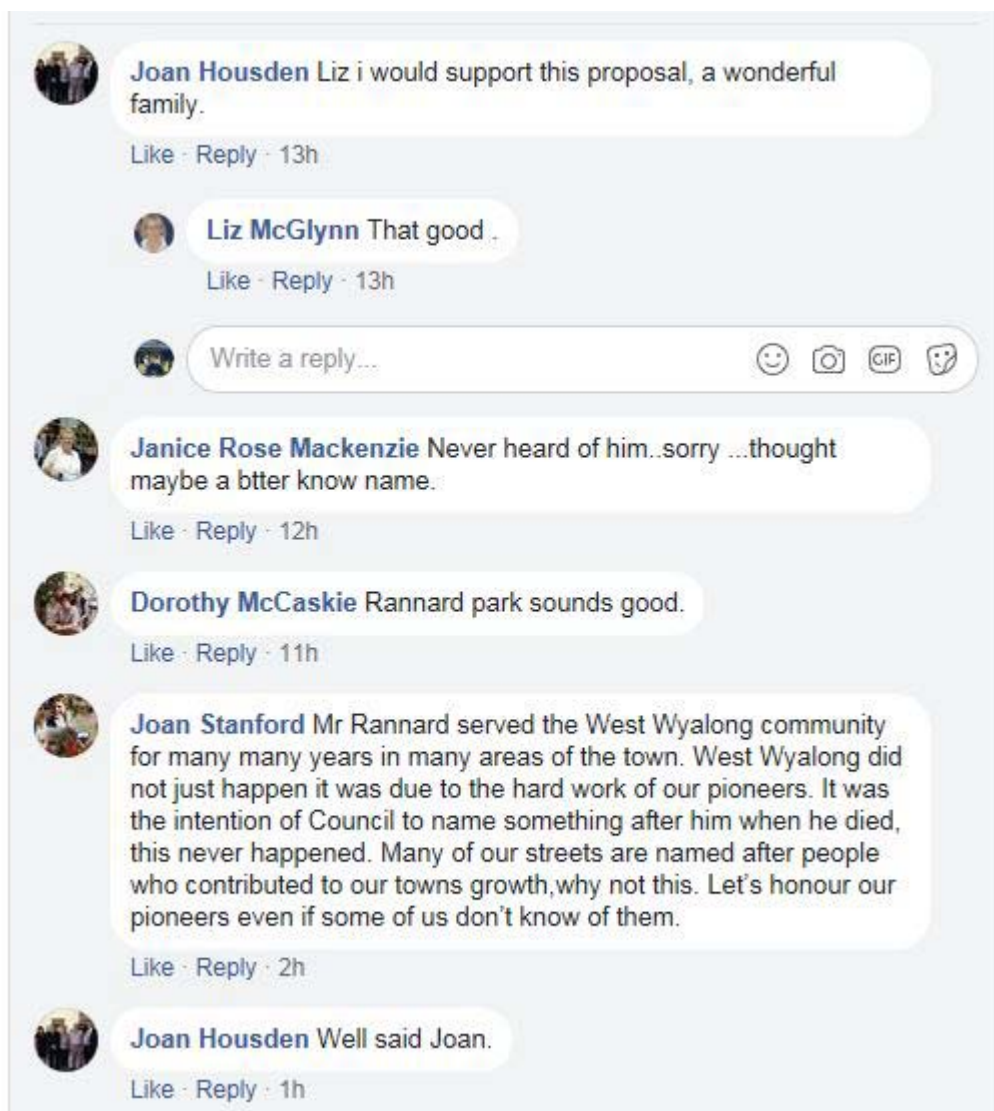 Joan Housden Liz i would support this proposal, a wonderful
family.
Like · Reply · 13h
Liz McGlynn That good .
Like · Reply · 13h
Write a reply...
GIF
Janice Rose Mackenzie Never heard of him..sorry ...thought
maybe a btter know name.
Like · Reply · 12h
Dorothy McCaskie Rannard park sounds good.
Like · Reply · 11h
Joan Stanford Mr Rannard served the West Wyalong community
for many many years in many areas of the town. West Wyalong did
not just happen it was due to the hard work of our pioneers. It was
the intention of Council to name something after him when he died,
this never happened. Many of our streets are named after people
who contributed to our towns growth,why not this. Let's honour our
pioneers even if some of us don't know of them.
Like · Reply · 2h
Joan Housden Well said Joan.
Like · Reply · 1h